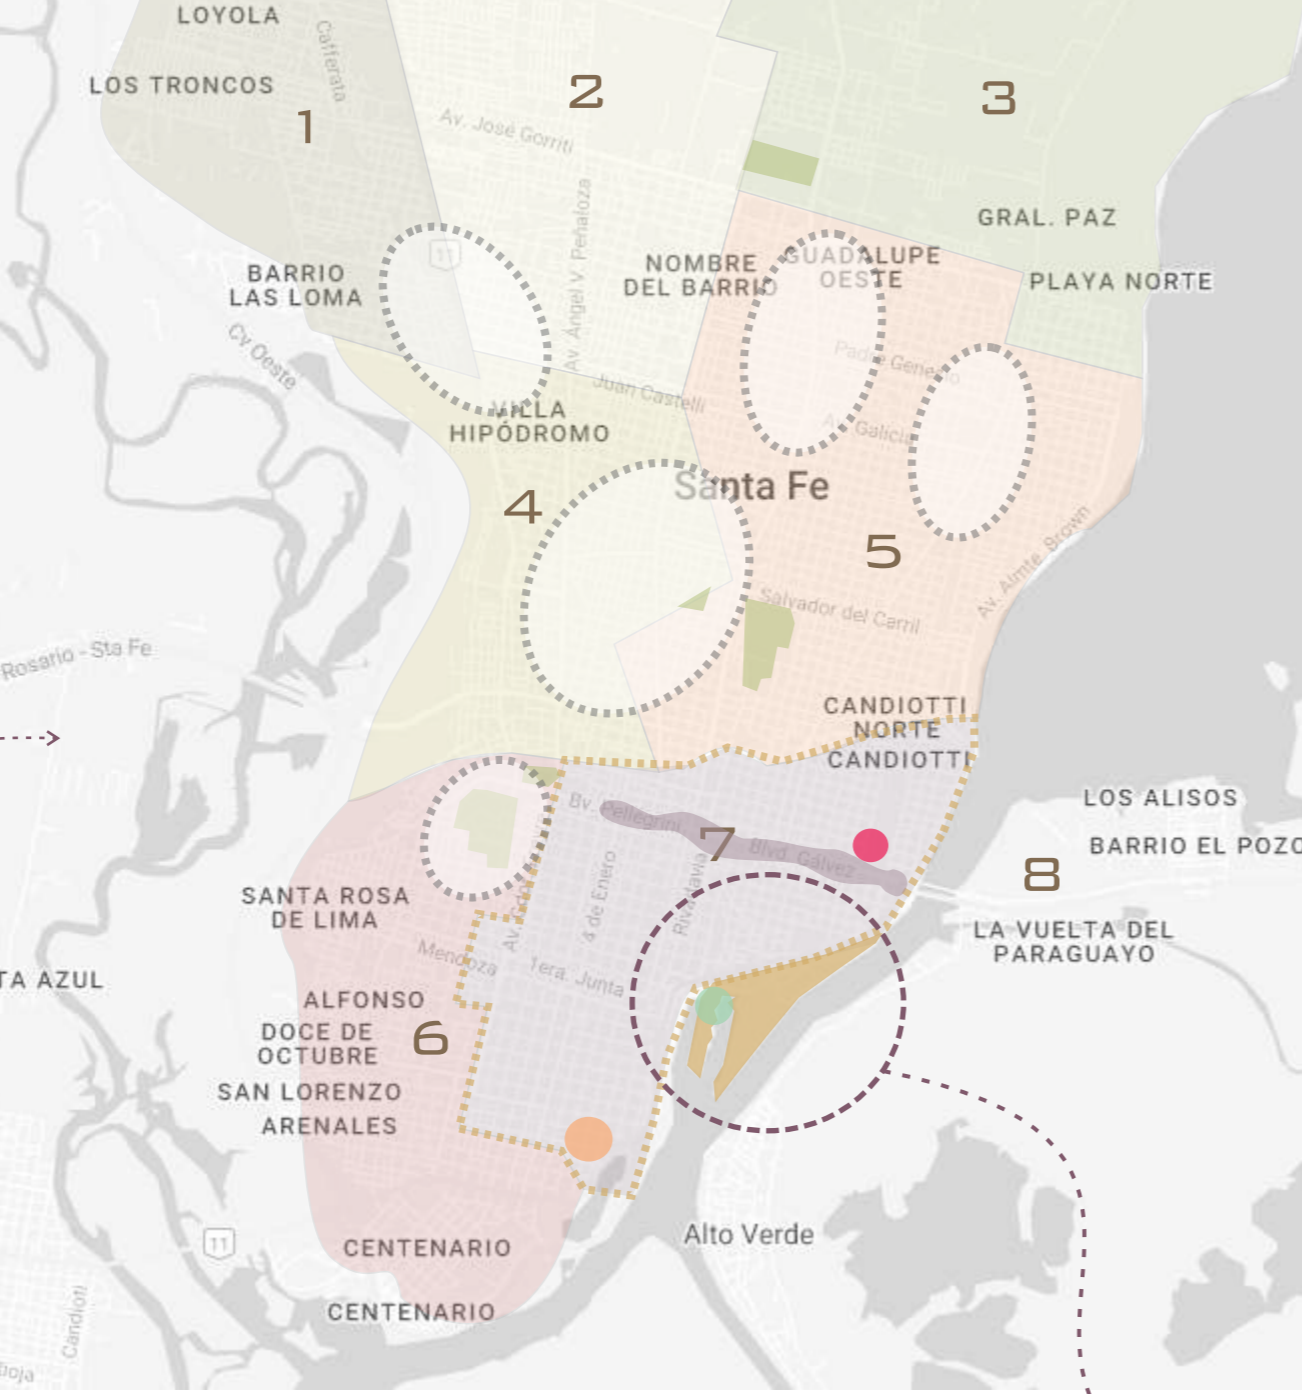 LOYOLA
Cafferata
LOS TRONCOS
1
2
3
Av. José Gorriti
Av. Ángel V. Peñaloza
GRAL. PAZ
11
BARRIO
LAS LOMA
NOMBRE
DEL BARRIO
GUADALUPE
OESTE
PLAYA NORTE
Cv Oeste
Padre Genesio
Juan Castelli
VILLA
HIPÓDROMO
Av. Galicia
Santa Fe
4
5
Av. Almte. Brown
Salvador del Carril
Rosario - Sta Fe
CANDIOTTI
NORTE
CANDIOTTI
LOS ALISOS
Bv. Pellegrini
7
Blvd. Gálvez
BARRIO EL POZO
8
4 de Enero
Rivadavia
SANTA ROSA
DE LIMA
LA VUELTA DEL
PARAGUAYO
Mendoza
1era. Junta
TA AZUL
ALFONSO
DOCE DE
OCTUBRE
6
SAN LORENZO
ARENALES
Alto Verde
11
CENTENARIO
CENTENARIO
Candioti